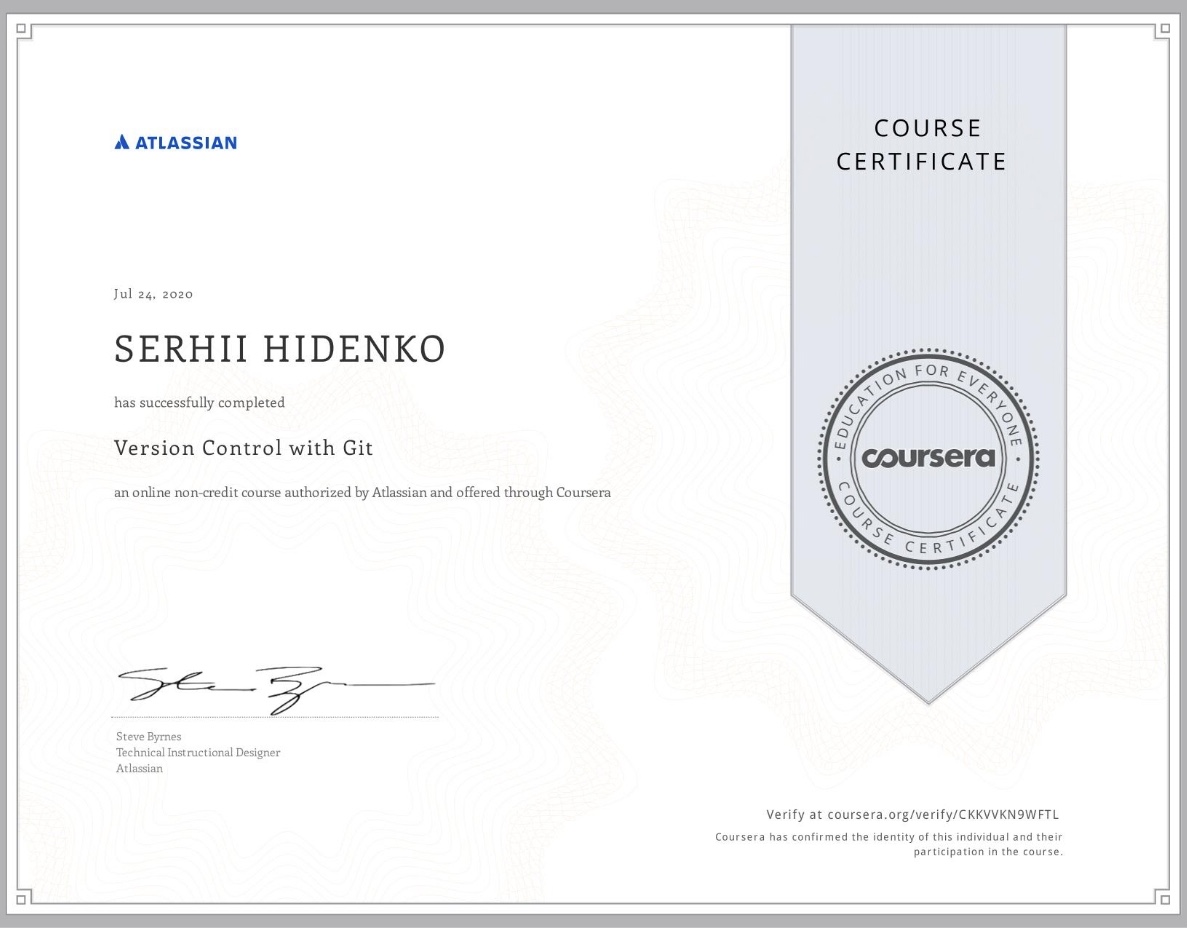 ATLASSIAN
COURSE
CERTIFICATE
Jul 24, 2020
SERHII HIDENKO
has successfully completed
Version Control with Git
an online non-credit course authorized by Atlassian and offered through Coursera
EDUCATION FOR EVERYONE
coursera
COURSE CERTIFICATE
Steve Byrnes
Technical Instructional Designer
Atlassian
Verify at coursera.org/verify/CKKVVKN9WFTL
Coursera has confirmed the identity of this individual and their
participation in the course.